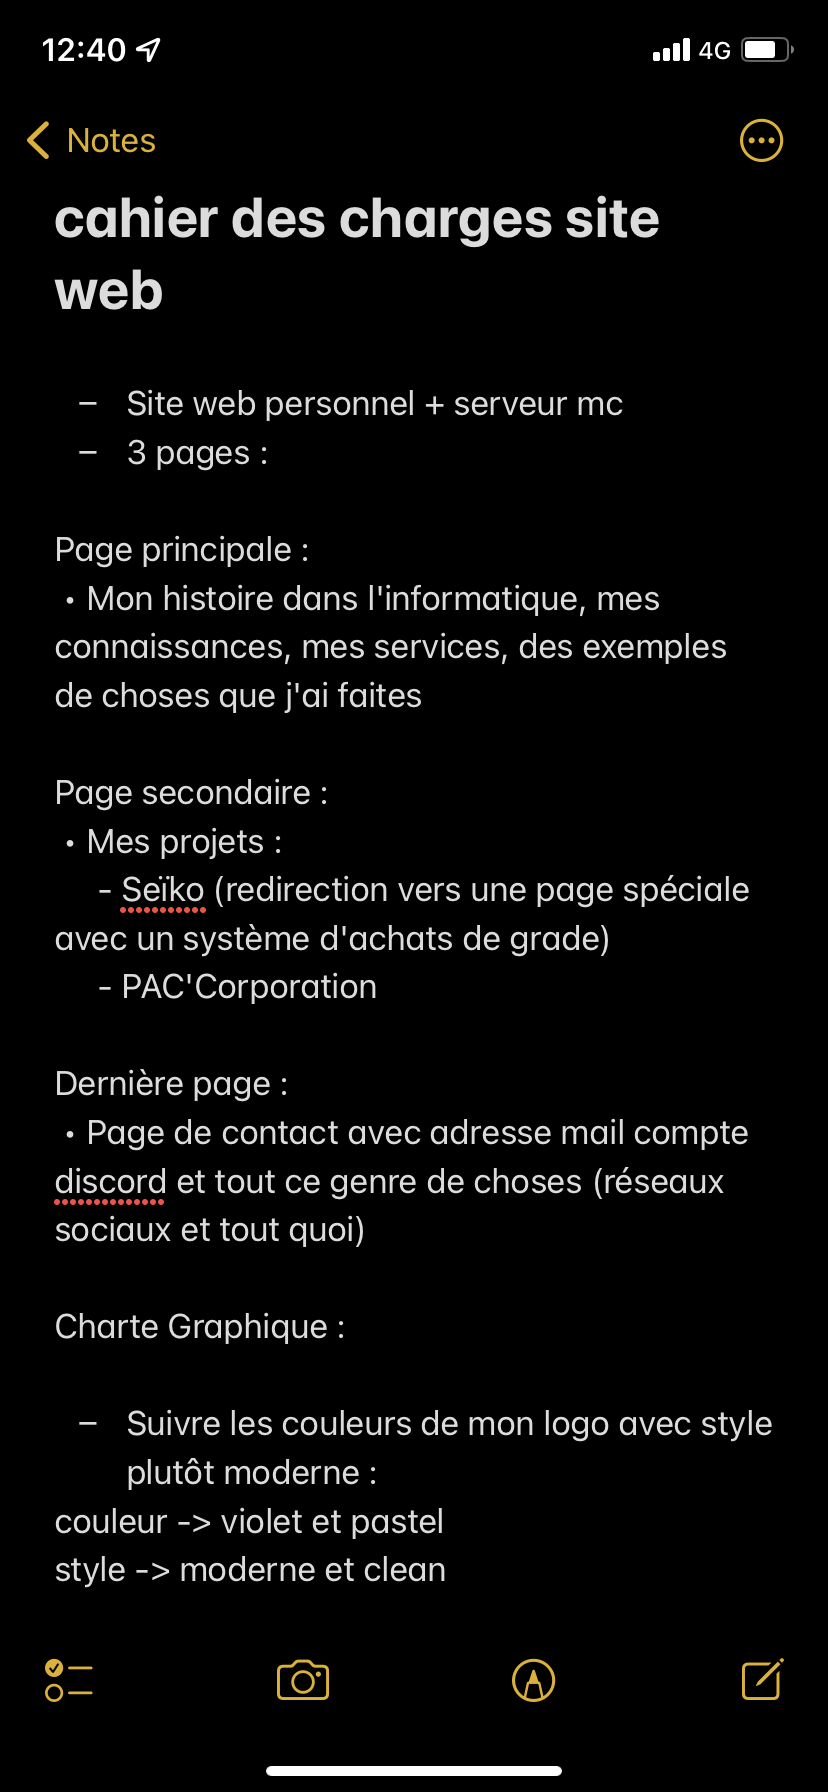 12:40
4G
Notes
cahier des charges site
web
– Site web personnel + serveur mc
– 3 pages :
Page principale :
• Mon histoire dans l'informatique, mes
connaissances, mes services, des exemples
de choses que j'ai faites
Page secondaire :
• Mes projets :
- Seïko (redirection vers une page spéciale
avec un système d'achats de grade)
- PAC'Corporation
Dernière page :
• Page de contact avec adresse mail compte
discord et tout ce genre de choses (réseaux
sociaux et tout quoi)
Charte Graphique :
– Suivre les couleurs de mon logo avec style
plutôt moderne :
couleur -> violet et pastel
style -> moderne et clean